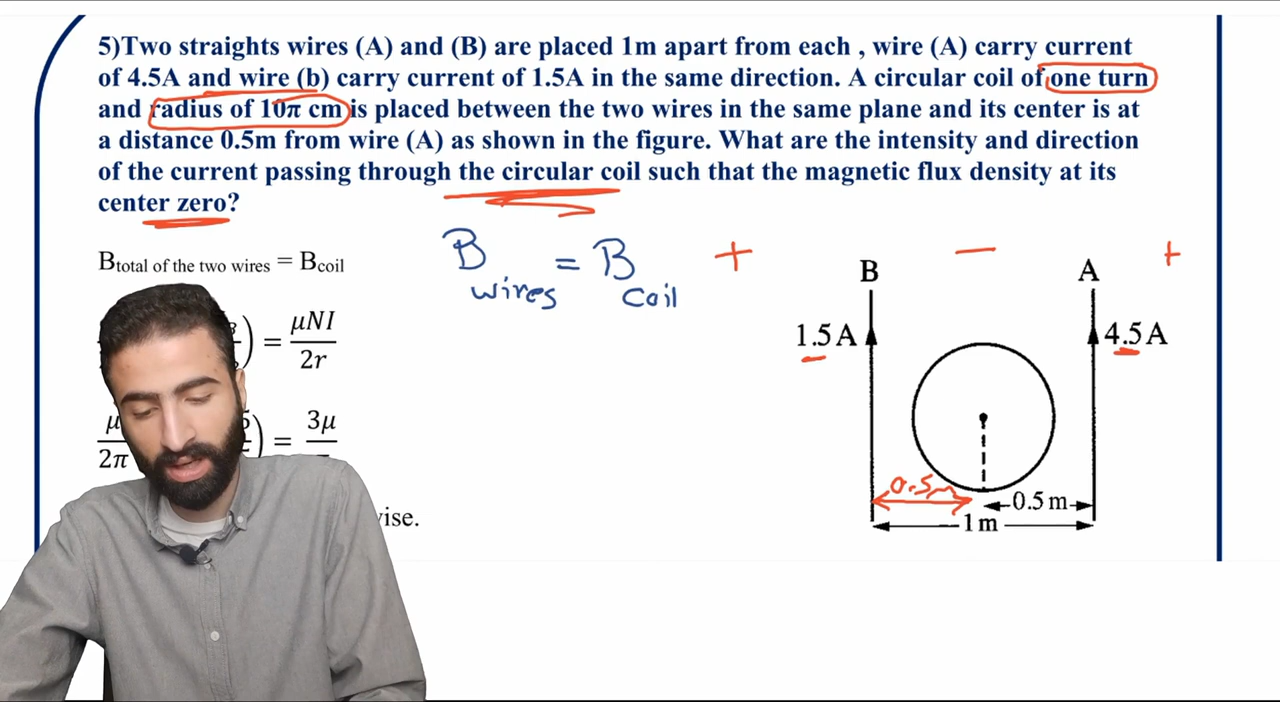 5)Two straights wires (A) and (B) are placed 1m apart from each , wire (A) carry current
of 4.5A and wire (b) carry current of 1.5A in the same direction. A circular coil of one turn
and radius of 10π cm is placed between the two wires in the same plane and its center is at
a distance 0.5m from wire (A) as shown in the figure. What are the intensity and direction
of the current passing through the circular coil such that the magnetic flux density at its
center zero?
Btotal of the two wires = Bcoil
B wires = B coil
+ − +
B A
) = μNI / 2r
1.5A 4.5A
μ / 2π ) = 3μ
0.5m
0.5 m
1 m